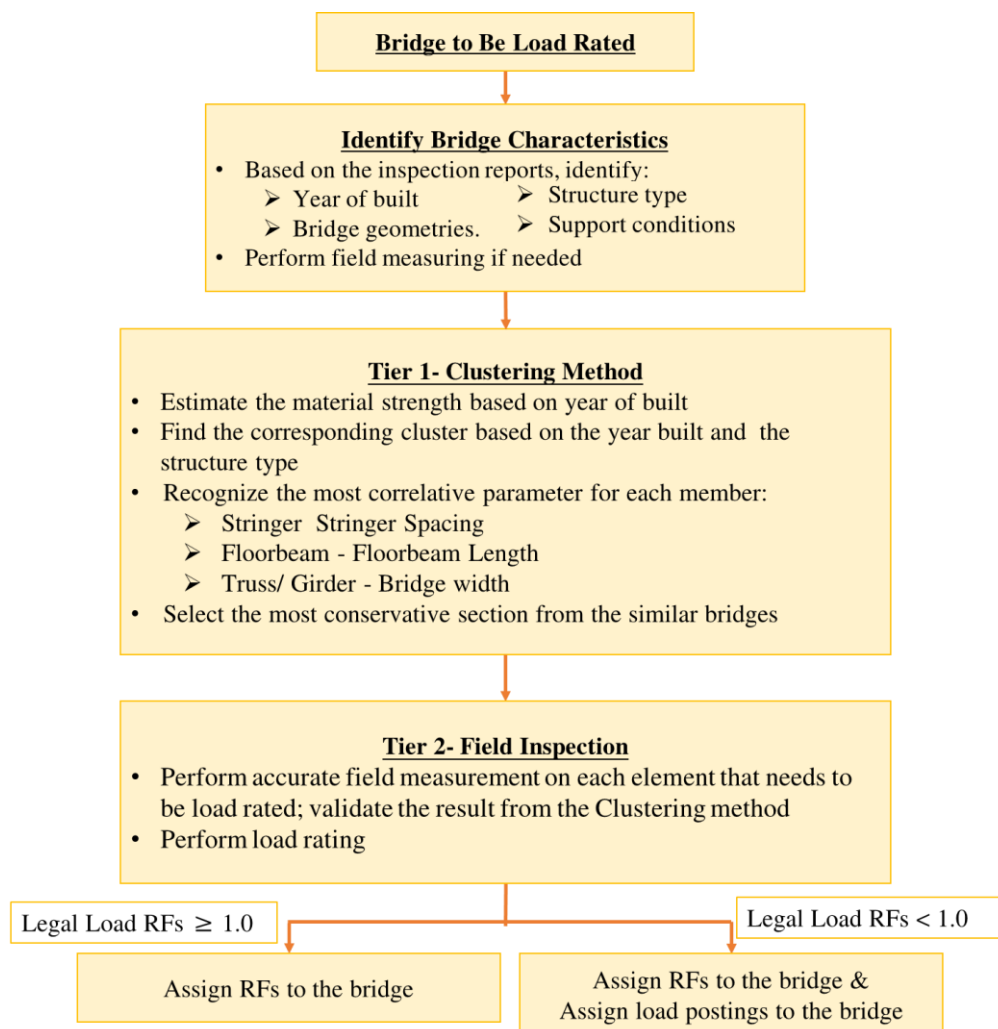 Bridge to Be Load Rated
Identify Bridge Characteristics
• Based on the inspection reports, identify:
➢ Year of built ➢ Structure type
➢ Bridge geometries. ➢ Support conditions
• Perform field measuring if needed
Tier 1- Clustering Method
• Estimate the material strength based on year of built
• Find the corresponding cluster based on the year built and the
structure type
• Recognize the most correlative parameter for each member:
➢ Stringer Stringer Spacing
➢ Floorbeam - Floorbeam Length
➢ Truss/ Girder - Bridge width
• Select the most conservative section from the similar bridges
Tier 2- Field Inspection
• Perform accurate field measurement on each element that needs to
be load rated; validate the result from the Clustering method
• Perform load rating
Legal Load RFs ≥ 1.0
Legal Load RFs < 1.0
Assign RFs to the bridge
Assign RFs to the bridge &
Assign load postings to the bridge